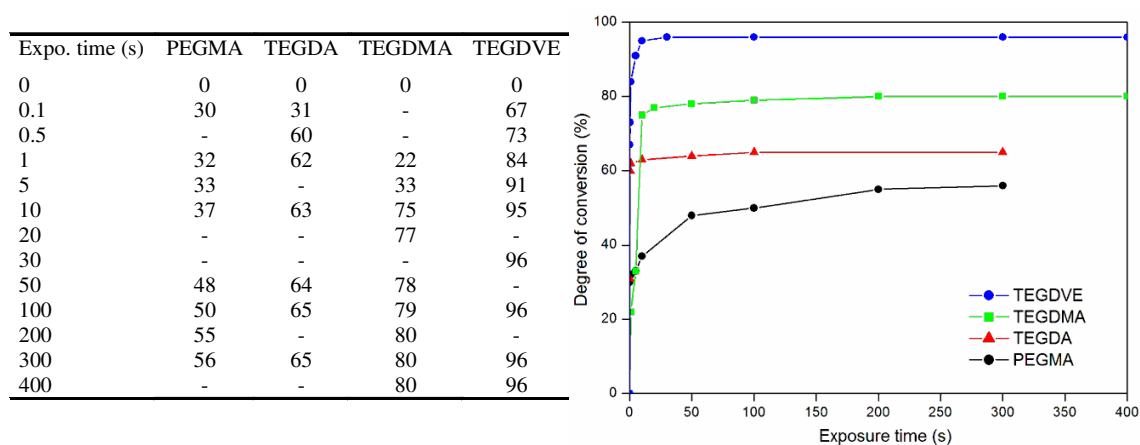 Expo. time (s) PEGMA TEGDA TEGDMA TEGDVE
0 0 0 0 0
0.1 30 31 - 67
0.5 - 60 - 73
1 32 62 22 84
5 33 - 33 91
10 37 63 75 95
20 - - 77 -
30 - - - 96
50 48 64 78 -
100 50 65 79 96
200 55 - 80 -
300 56 65 80 96
400 - - 80 96
Degree of conversion (%)
100
80
60
40
20
0
TEGDVE
TEGDMA
TEGDA
PEGMA
0 50 100 200 250 300 350 400
Exposure time (s)